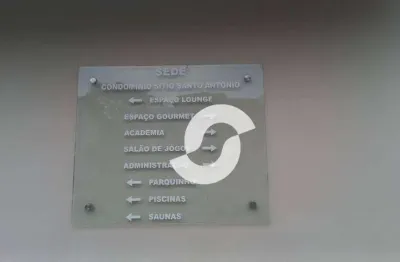 SEDE
CONDOMINIO SITIO SANTO ANTONIO
← ESPAÇO LOUNGE
ESPAÇO GOURMET →
ACADEMIA →
SALÃO DE JOGOS →
← PARQUINHO
← PISCINAS
← SAUNAS